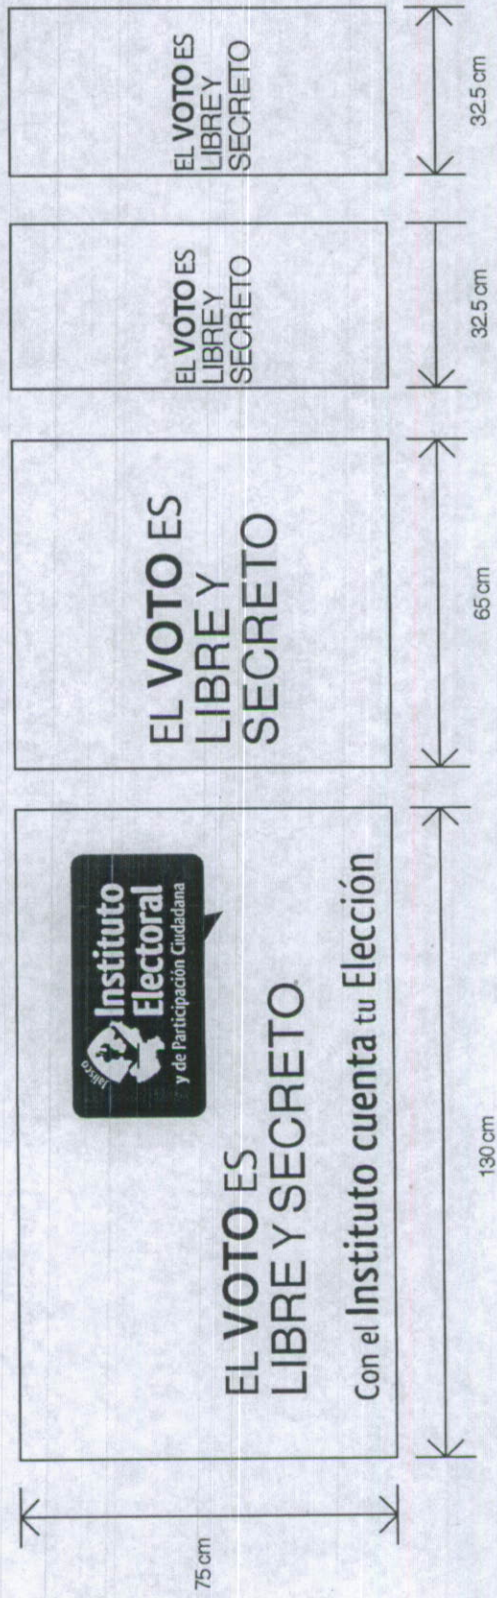 Jalisco
Instituto
Electoral
y de Participación Ciudadana
EL VOTO ES
LIBRE Y SECRETO
Con el Instituto cuenta tu Elección
75 cm
130 cm
EL VOTO ES
LIBRE Y
SECRETO
65 cm
EL VOTO ES
LIBRE Y
SECRETO
32.5 cm
EL VOTO ES
LIBRE Y
SECRETO
32.5 cm